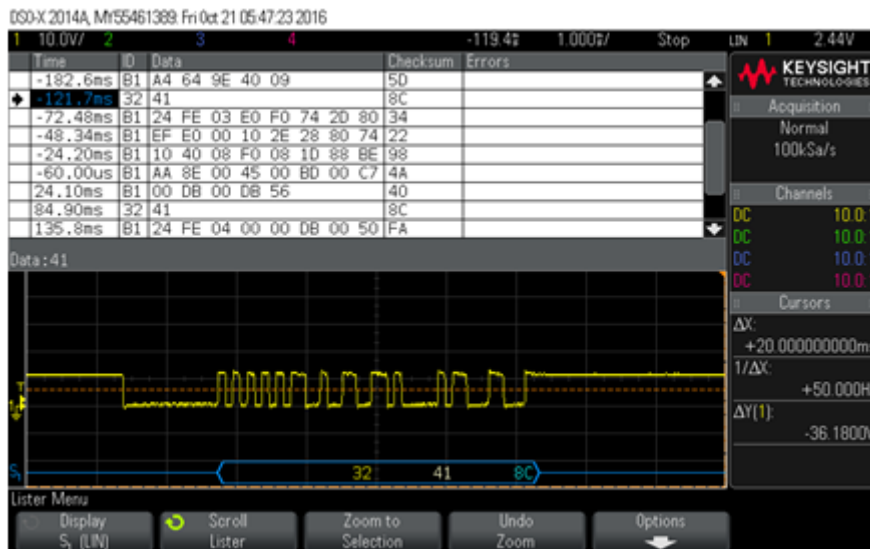 DSO-X 2014A, MY55461389: Fri Oct 21 05:47:23 2016
1 10.0V/ 2 3 4 -119.4 1.000 / Stop LIN 1 2.44V
Time ID Data Checksum Errors
-182.6ms B1 A4 64 9E 40 09 5D
-121.7ms 32 41 8C
-72.48ms B1 24 FE 03 E0 F0 74 2D 80 34
-48.34ms B1 EF E0 00 10 2E 28 80 74 22
-24.20ms B1 10 40 08 F0 08 1D 88 BE 98
-60.00us B1 AA 8E 00 45 00 BD 00 C7 4A
24.10ms B1 00 DB 00 DB 56 40
84.90ms 32 41 8C
135.8ms B1 24 FE 04 00 00 DB 00 50 FA
Data:41
KEYSIGHT
TECHNOLOGIES
Acquisition
Normal
100kSa/s
Channels
DC 10.0:
DC 10.0:
DC 10.0:
DC 10.0:
Cursors
ΔX:
+20.000000000m
1/ΔX:
+50.000H
ΔY(1):
-36.1800V
T
S1 32 41 8C
Lister Menu
Display
S1 (LIN)
Scroll
Lister
Zoom to
Selection
Undo
Zoom
Options